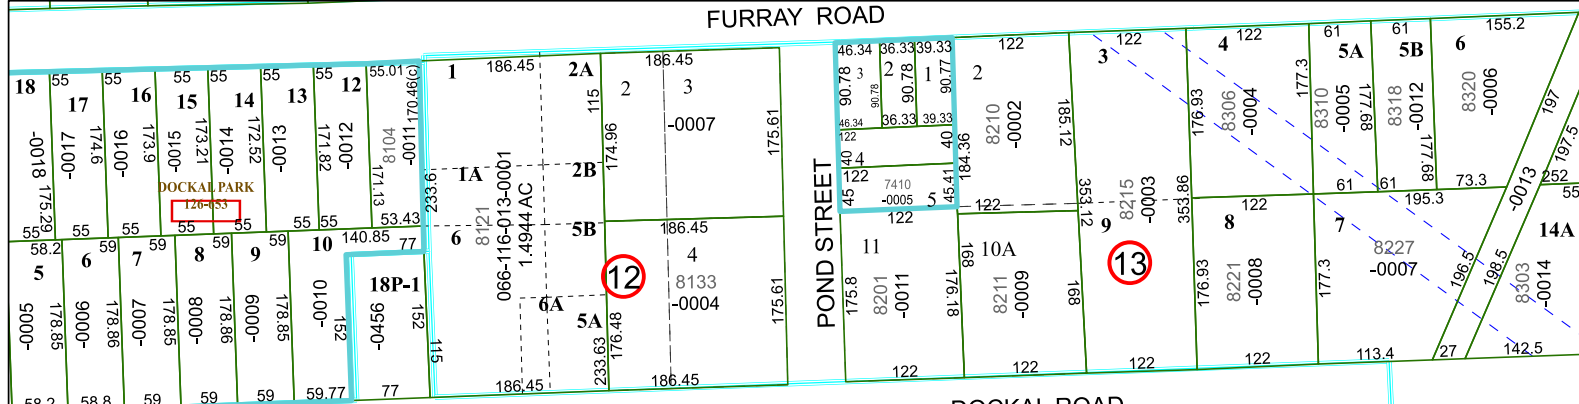 FURRAY ROAD
18 55 17 55 16 55 15 55 14 55 13 55 12 55.01
-0018 175.29 -0017 174.6 -0016 173.9 -0015 173.21 -0014 172.52 -0013 171.82 -0012 171.13 8104 -0011 170.46(c)
DOCKAL PARK
126-653
55 55 55 55 55 55 55 53.43
58.2 59 59 59 140.85 77
5 6 7 8 9 10 18P-1
-0005 178.85 -0006 178.86 -0007 178.85 -0008 178.86 -0009 178.85 -0010 152 -0456 152 115
58.2 58.8 59 59 59 59.77 77
1 186.45 2A 186.45
2 3
115 174.96 -0007 175.61
1A 2B
233.6
066-116-013-0001
1.4944 AC
8121
6 5B 186.45
12
4
8133
-0004
6A 5A
233.63 176.48 175.61
186.45 186.45
POND STREET
46.34 36.33 39.33
3 2 1
90.78 90.78 90.78 90.77
46.34 36.33 39.33
122
40 4 40
122
45 7410 -0005 5 45.41
122
184.36
122
2
8210
-0002
185.12
122
11
8201
-0011
175.8
176.18
122
168
10A
8211
-0009
168
122
3 122
353.12
8215
-0003
353.86
9
13
122
4 122
176.93
8306
-0004
177.3
122
8
176.93
8221
-0008
177.3
122
61 61
5A 5B
8310
-0005
177.98
8318
-0012
177.68
61 61
6 155.2
8320
-0006
197
73.3
195.3
7
8227
-0007
196.5
113.4
-0013
197.5
198.5
27
252
55
14A
8303
-0014
142.5
DOCKAL ROAD